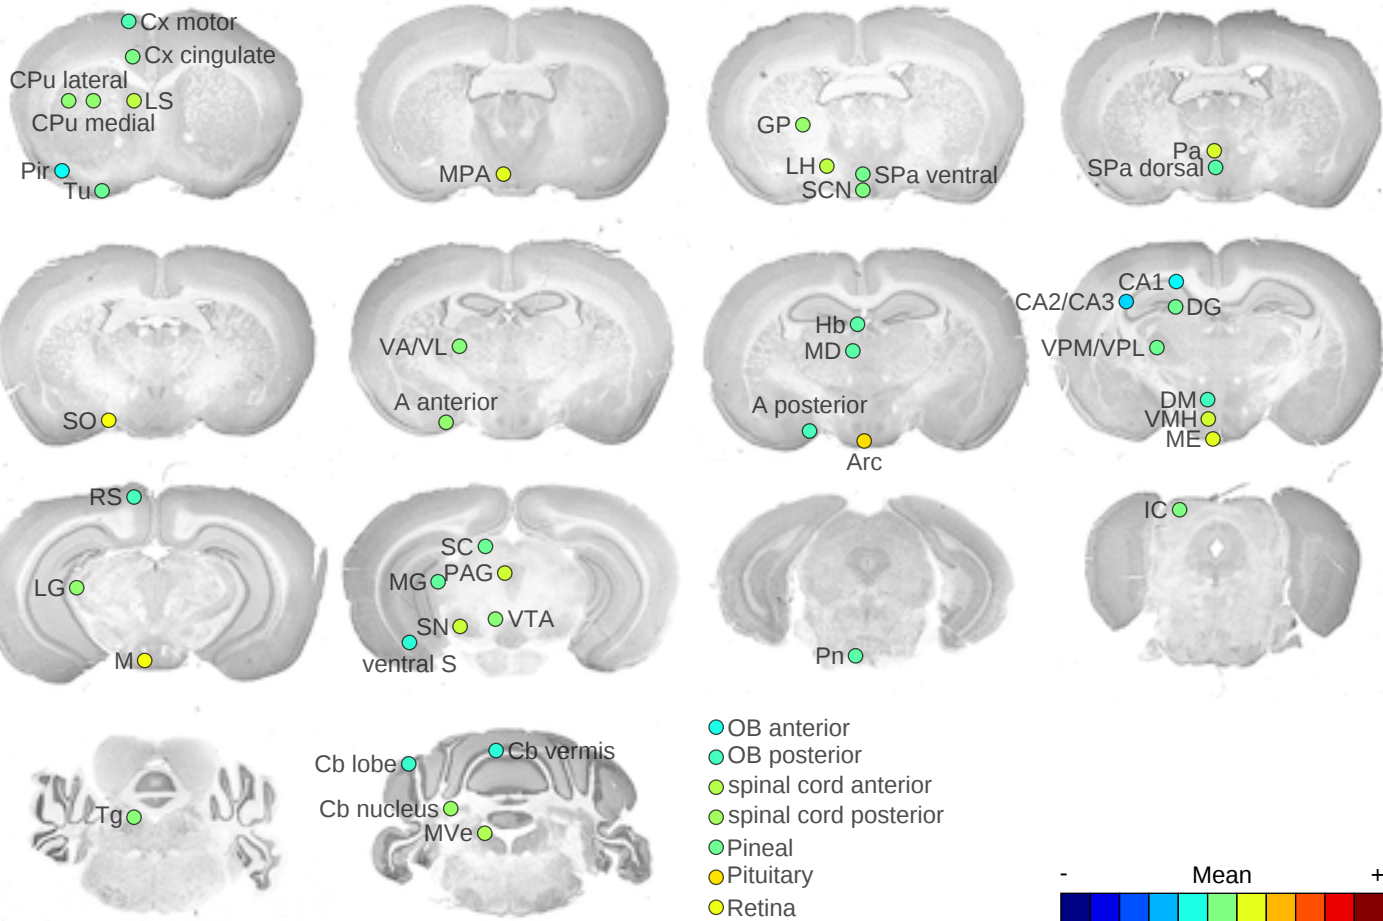 Cx motor
Cx cingulate
CPu lateral
LS
CPu medial
Pir
Tu
MPA
GP
LH
SPa ventral
SCN
Pa
SPa dorsal
SO
VA/VL
A anterior
Hb
MD
A posterior
Arc
CA1
CA2/CA3
DG
VPM/VPL
DM
VMH
ME
RS
LG
M
SC
MG
PAG
SN
VTA
ventral S
Pn
IC
Tg
Cb lobe
Cb vermis
Cb nucleus
MVe
OB anterior
OB posterior
spinal cord anterior
spinal cord posterior
Pineal
Pituitary
Retina
- Mean +